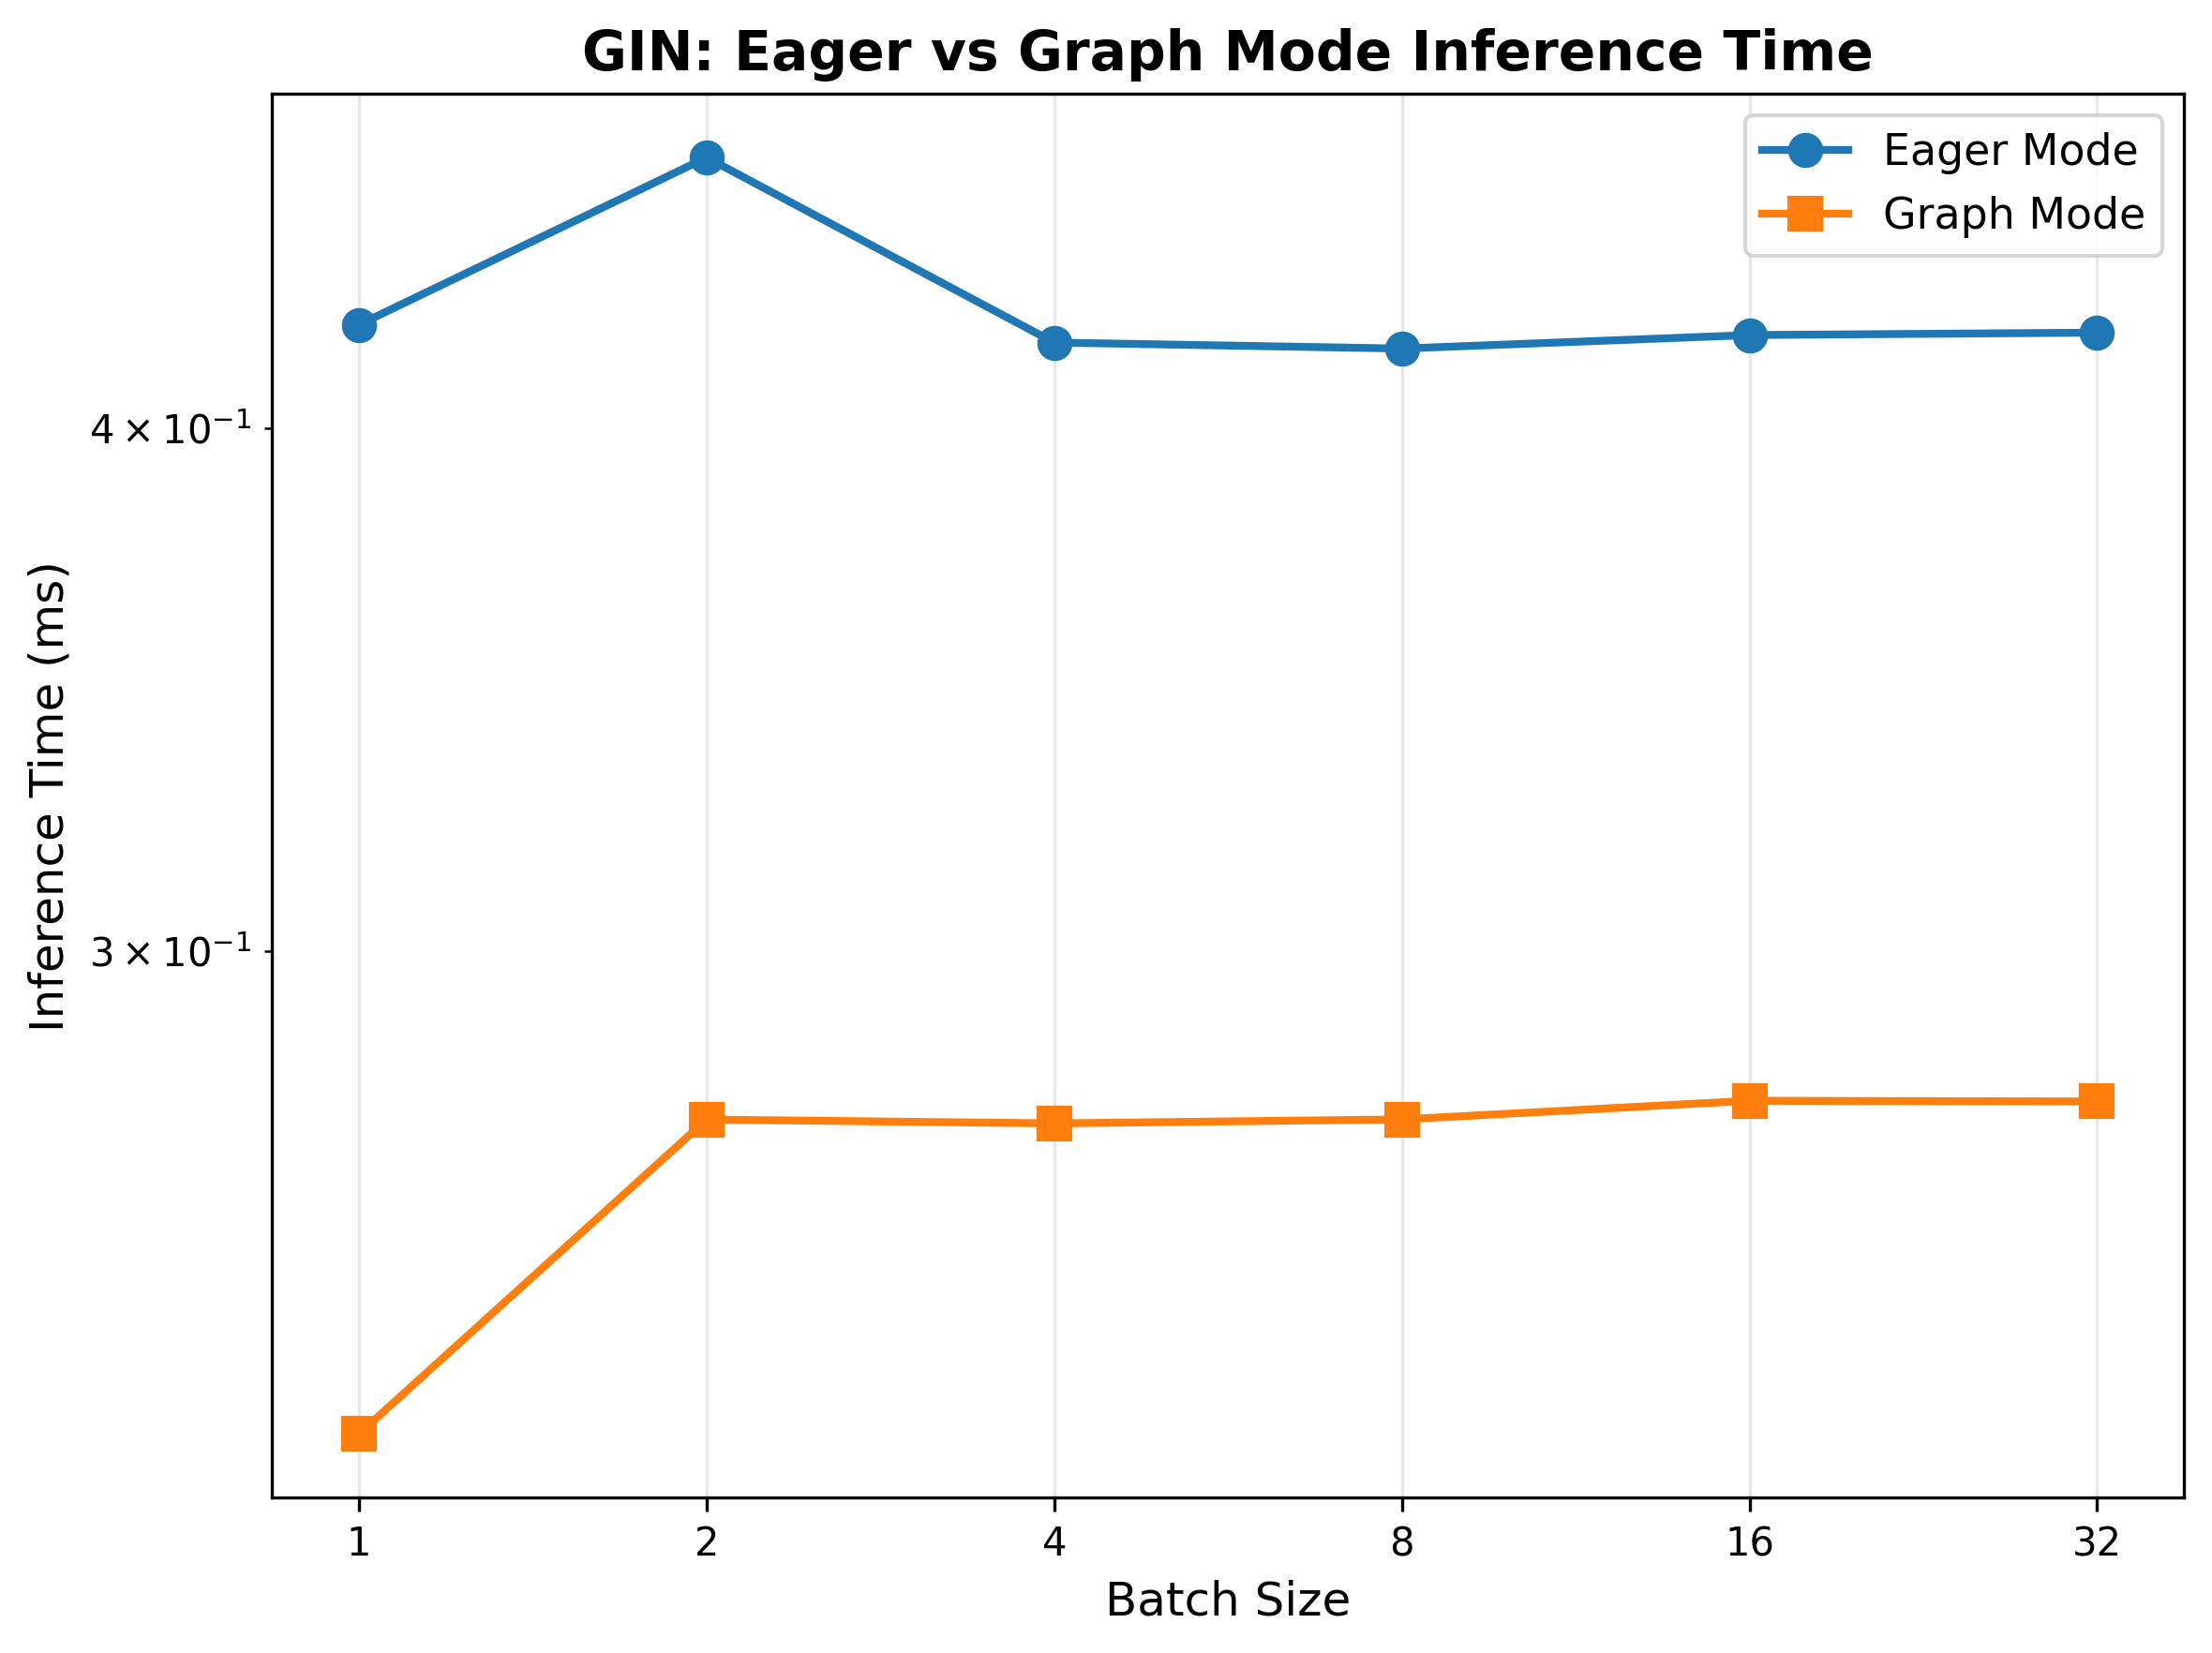 GIN: Eager vs Graph Mode Inference Time
Eager Mode
Graph Mode
4 × 10⁻¹
3 × 10⁻¹
Inference Time (ms)
1 2 4 8 16 32
Batch Size